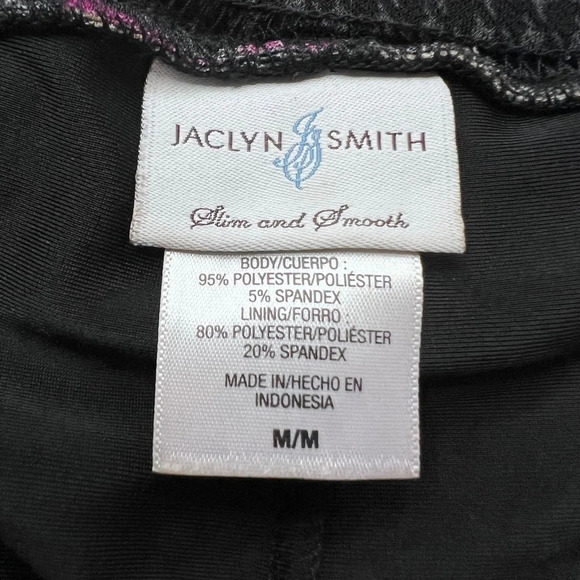 JACLYN SMITH
Slim and Smooth
BODY/CUERPO :
95% POLYESTER/POLIÉSTER
5% SPANDEX
LINING/FORRO :
80% POLYESTER/POLIÉSTER
20% SPANDEX
MADE IN/HECHO EN
INDONESIA
M/M